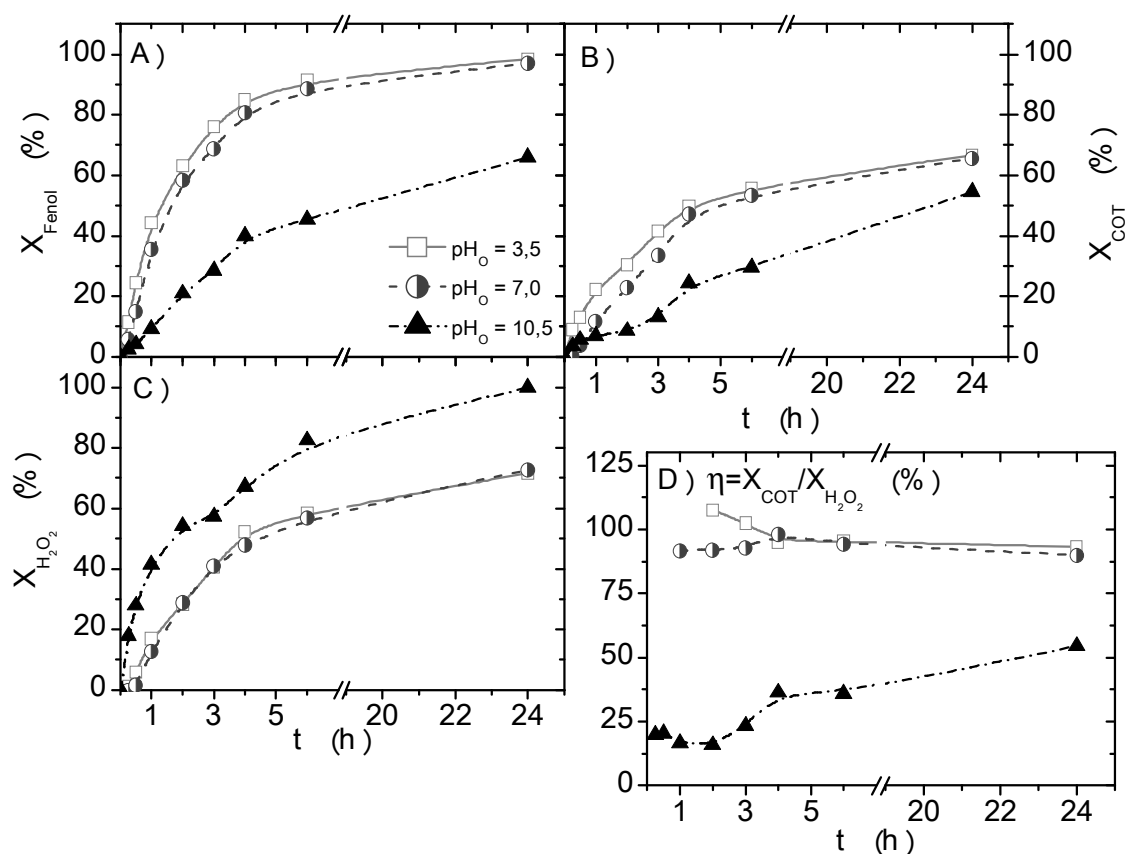 A)
100
80
60
40
20
0
X_Fenol (%)
pH_O = 3,5
pH_O = 7,0
pH_O = 10,5
B)
100
80
60
40
20
0
X_COT (%)
1 3 5 20 22 24
t (h)
C)
100
80
60
40
20
0
X_H₂O₂ (%)
1 3 5 20 22 24
t (h)
D) η=X_COT/X_H₂O₂ (%)
125
100
75
50
25
0
1 3 5 20 22 24
t (h)